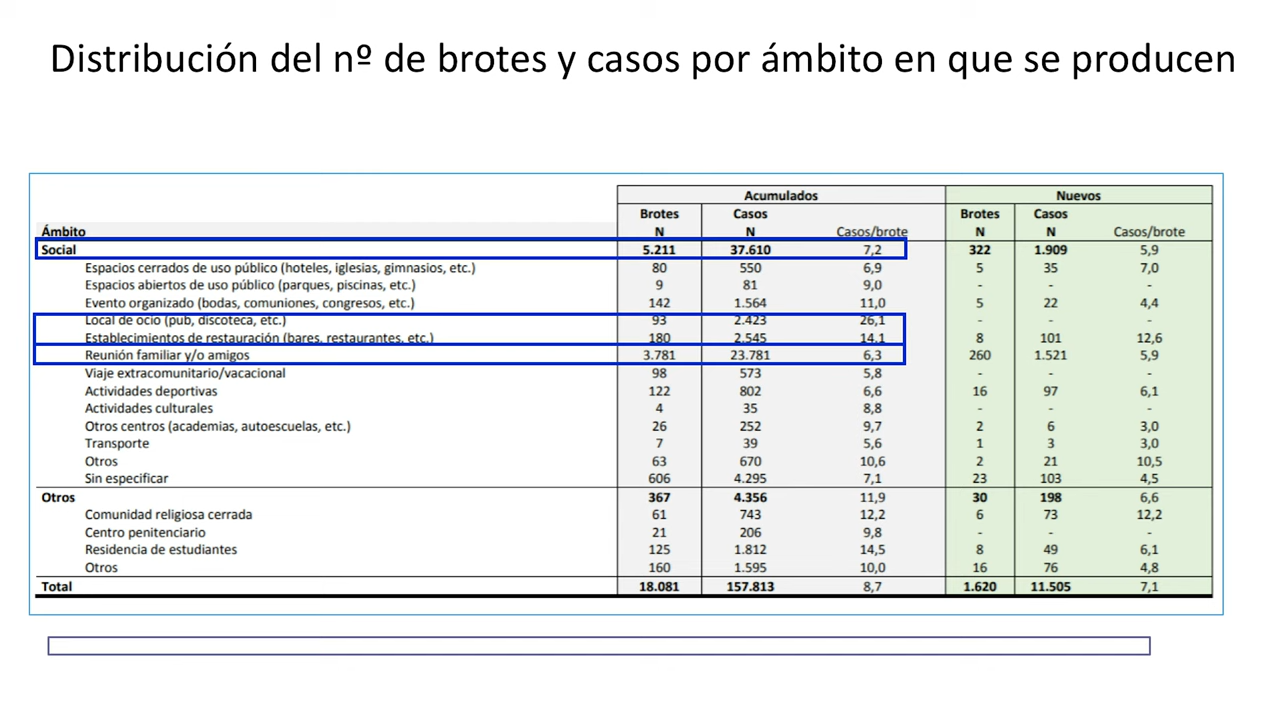 Distribución del nº de brotes y casos por ámbito en que se producen
Acumulados Nuevos
Brotes Casos Brotes Casos
Ámbito N N Casos/brote N N Casos/brote
Social 5.211 37.610 7,2 322 1.909 5,9
Espacios cerrados de uso público (hoteles, iglesias, gimnasios, etc.) 80 550 6,9 5 35 7,0
Espacios abiertos de uso público (parques, piscinas, etc.) 9 81 9,0 - - -
Evento organizado (bodas, comuniones, congresos, etc.) 142 1.564 11,0 5 22 4,4
Local de ocio (pub, discoteca, etc.) 93 2.423 26,1 - - -
Establecimientos de restauración (bares, restaurantes, etc.) 180 2.545 14,1 8 101 12,6
Reunión familiar y/o amigos 3.781 23.781 6,3 260 1.521 5,9
Viaje extracomunitario/vacacional 98 573 5,8 - - -
Actividades deportivas 122 802 6,6 16 97 6,1
Actividades culturales 4 35 8,8 - - -
Otros centros (academias, autoescuelas, etc.) 26 252 9,7 2 6 3,0
Transporte 7 39 5,6 1 3 3,0
Otros 63 670 10,6 2 21 10,5
Sin especificar 606 4.295 7,1 23 103 4,5
Otros 367 4.356 11,9 30 198 6,6
Comunidad religiosa cerrada 61 743 12,2 6 73 12,2
Centro penitenciario 21 206 9,8 - - -
Residencia de estudiantes 125 1.812 14,5 8 49 6,1
Otros 160 1.595 10,0 16 76 4,8
Total 18.081 157.813 8,7 1.620 11.505 7,1